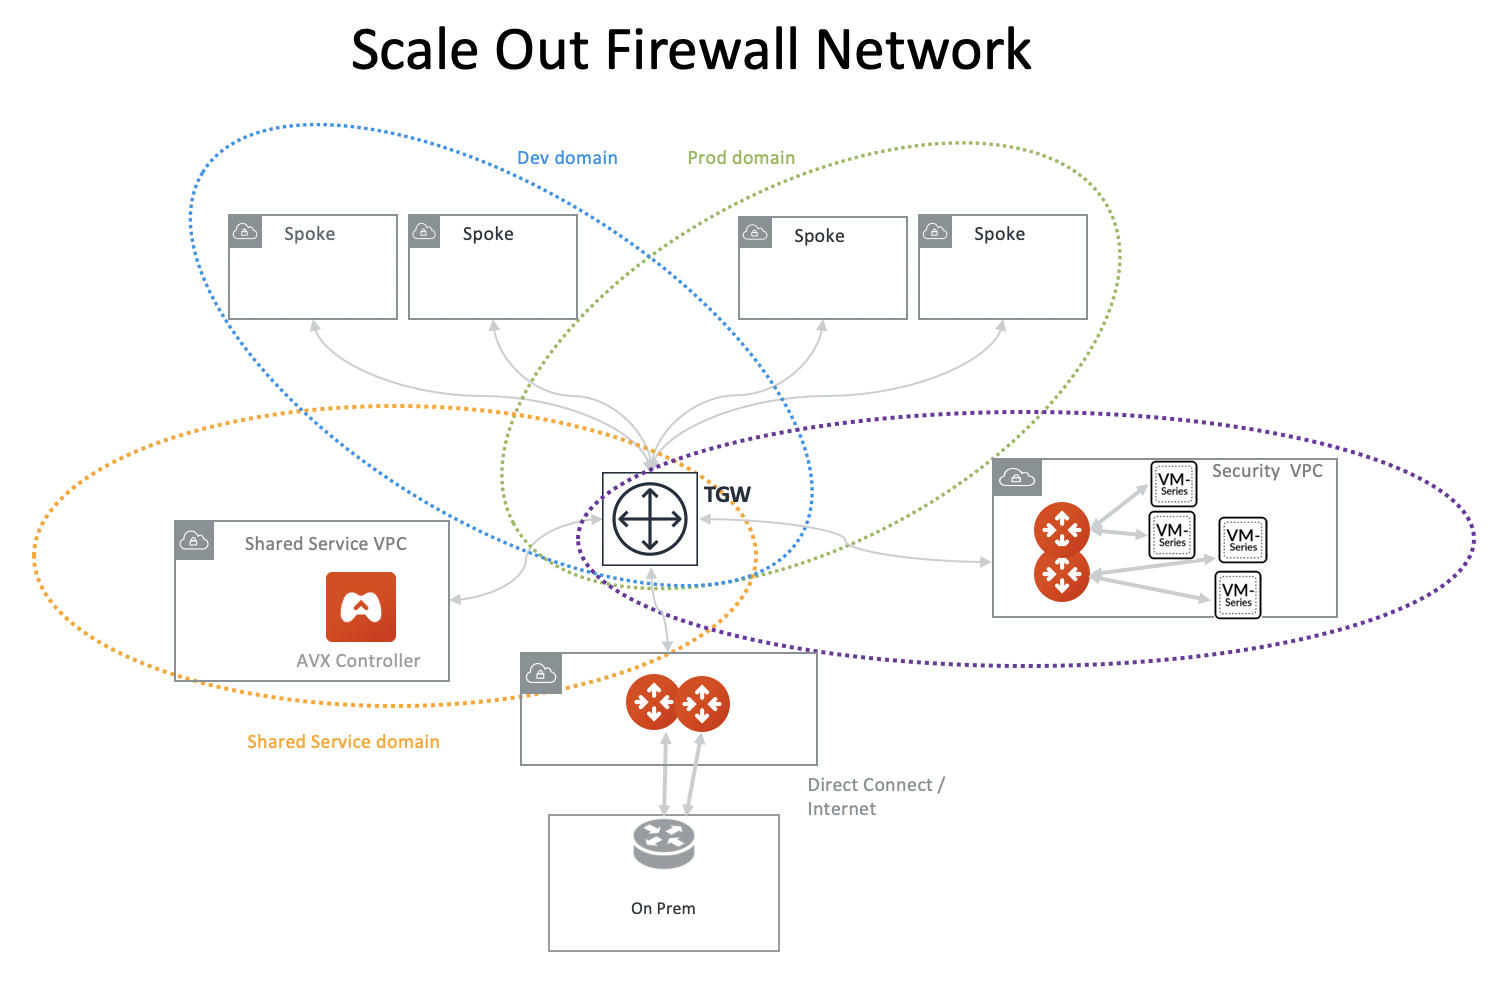 Scale Out Firewall Network
Dev domain
Prod domain
Spoke
Spoke
Spoke
Spoke
TGW
Security VPC
VM-
Series
VM-
Series
VM-
Series
VM-
Series
Shared Service VPC
AVX Controller
Shared Service domain
Direct Connect /
Internet
On Prem